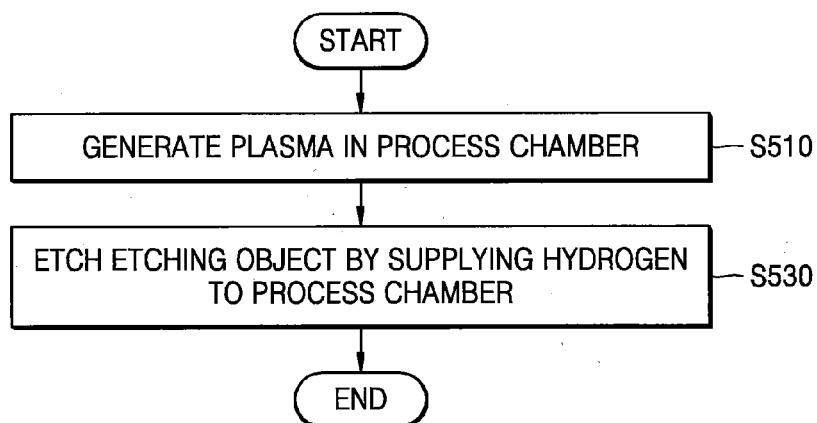 START
GENERATE PLASMA IN PROCESS CHAMBER
S510
ETCH ETCHING OBJECT BY SUPPLYING HYDROGEN
TO PROCESS CHAMBER
S530
END